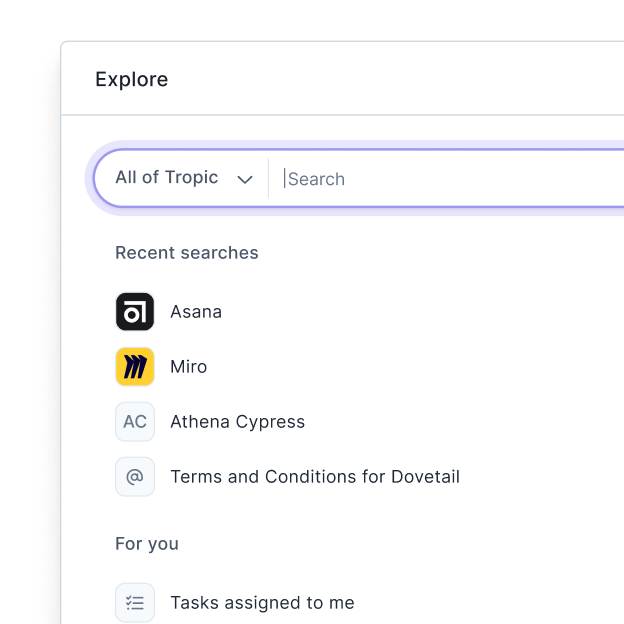 Explore
All of Tropic
Search
Recent searches
Asana
Miro
AC
Athena Cypress
@
Terms and Conditions for Dovetail
For you
Tasks assigned to me